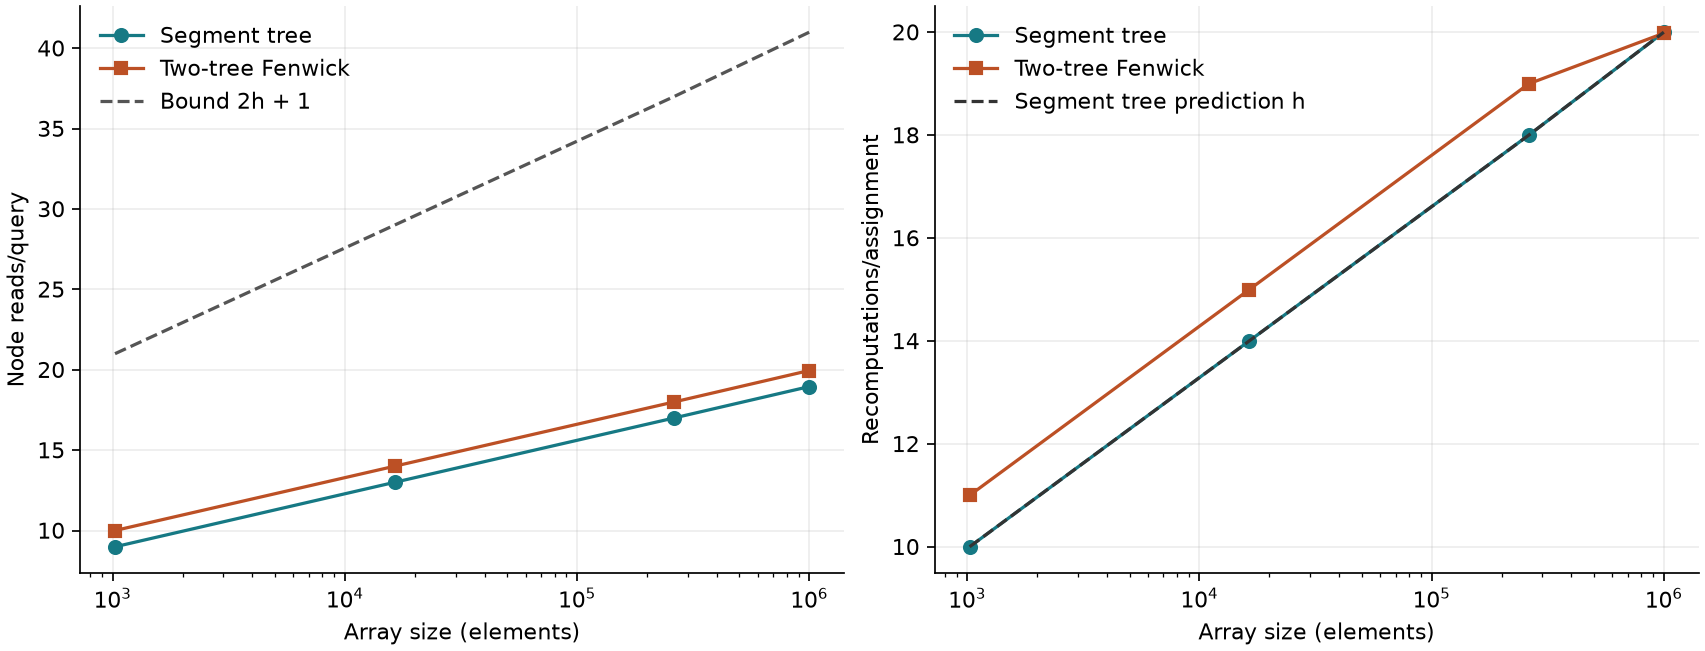 Node reads/query
40
35
30
25
20
15
10
Segment tree
Two-tree Fenwick
Bound 2h + 1
10³ 10⁴ 10⁵ 10⁶
Array size (elements)
Recomputations/assignment
20
18
16
14
12
10
Segment tree
Two-tree Fenwick
Segment tree prediction h
10³ 10⁴ 10⁵ 10⁶
Array size (elements)